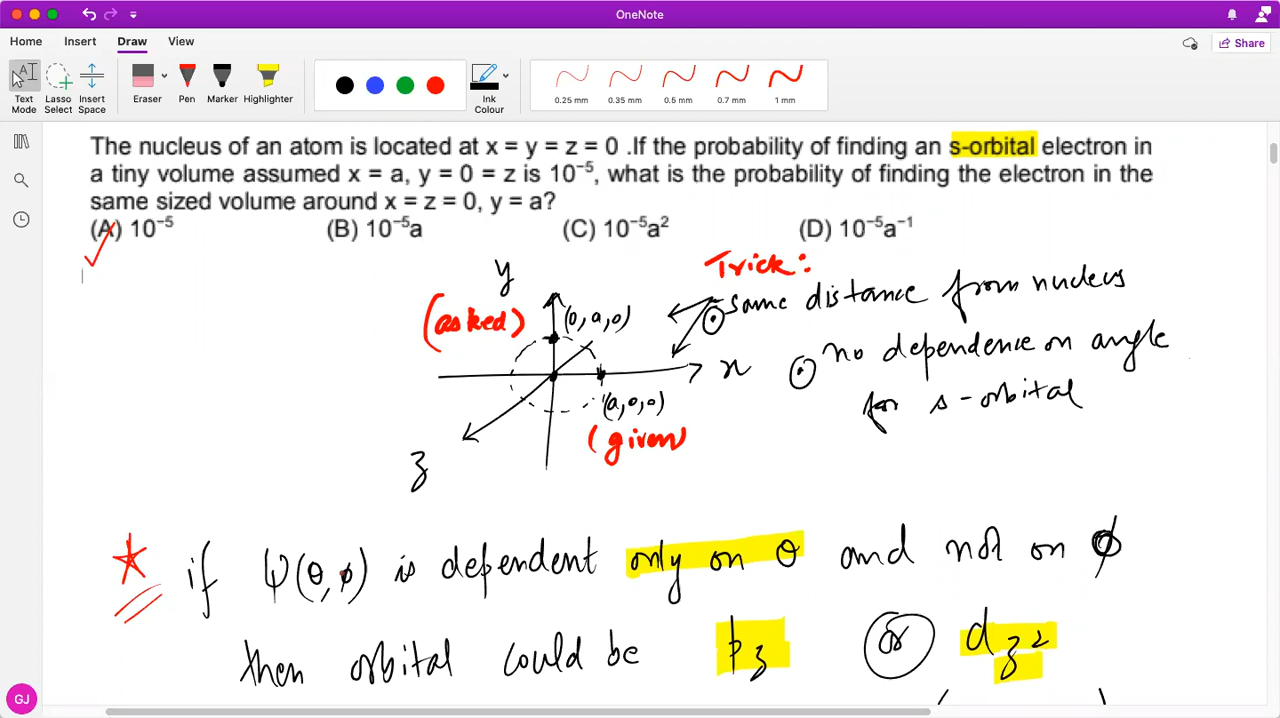 OneNote
Home Insert Draw View
Share
Text Mode
Lasso Select
Insert Space
Eraser
Pen
Marker
Highlighter
Ink Colour
0.25 mm
0.35 mm
0.5 mm
0.7 mm
1 mm
The nucleus of an atom is located at x = y = z = 0 .If the probability of finding an s-orbital electron in
a tiny volume assumed x = a, y = 0 = z is 10⁻⁵, what is the probability of finding the electron in the
same sized volume around x = z = 0, y = a?
(A) 10⁻⁵ (B) 10⁻⁵a (C) 10⁻⁵a² (D) 10⁻⁵a⁻¹
Trick:
y
same distance from nucleus
(asked) (0, a, 0)
no dependence on angle
for s-orbital
x
(a, 0, 0)
(given)
z
if ψ(θ, ϕ) is dependent only on θ and not on ϕ
then orbital could be p_z or d_z²
GJ